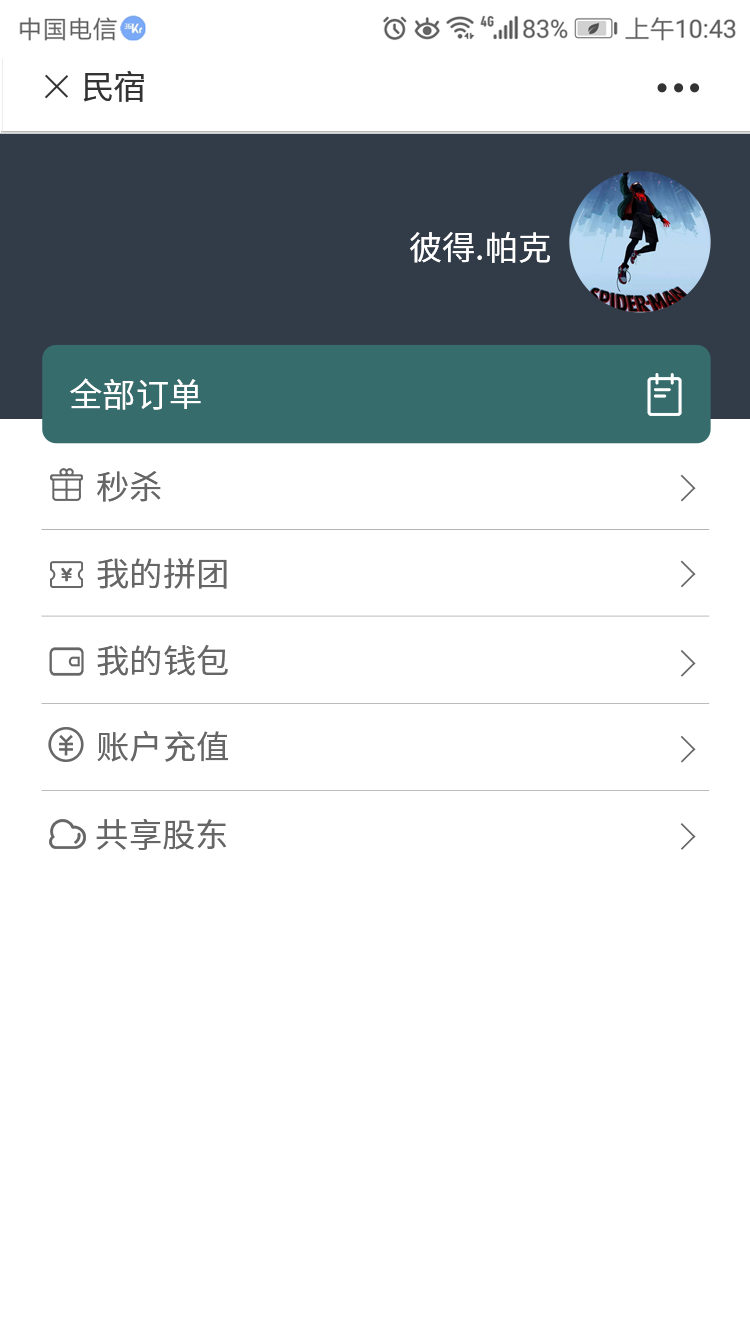 中国电信 36Kr 4G 83% 上午10:43
民宿
彼得.帕克
SPIDER-MAN
全部订单
秒杀
我的拼团
我的钱包
账户充值
共享股东